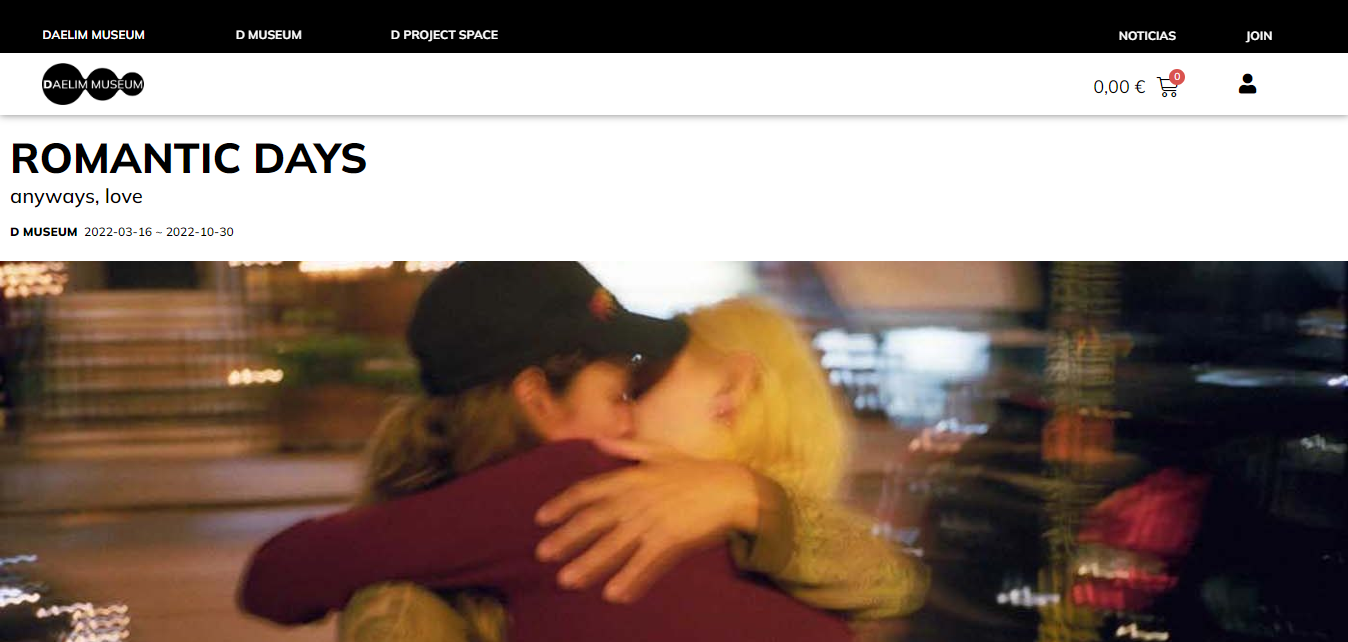 DAELIM MUSEUM D MUSEUM D PROJECT SPACE NOTICIAS JOIN
DAELIM MUSEUM 0,00 € 0
ROMANTIC DAYS
anyways, love
D MUSEUM 2022-03-16 ~ 2022-10-30